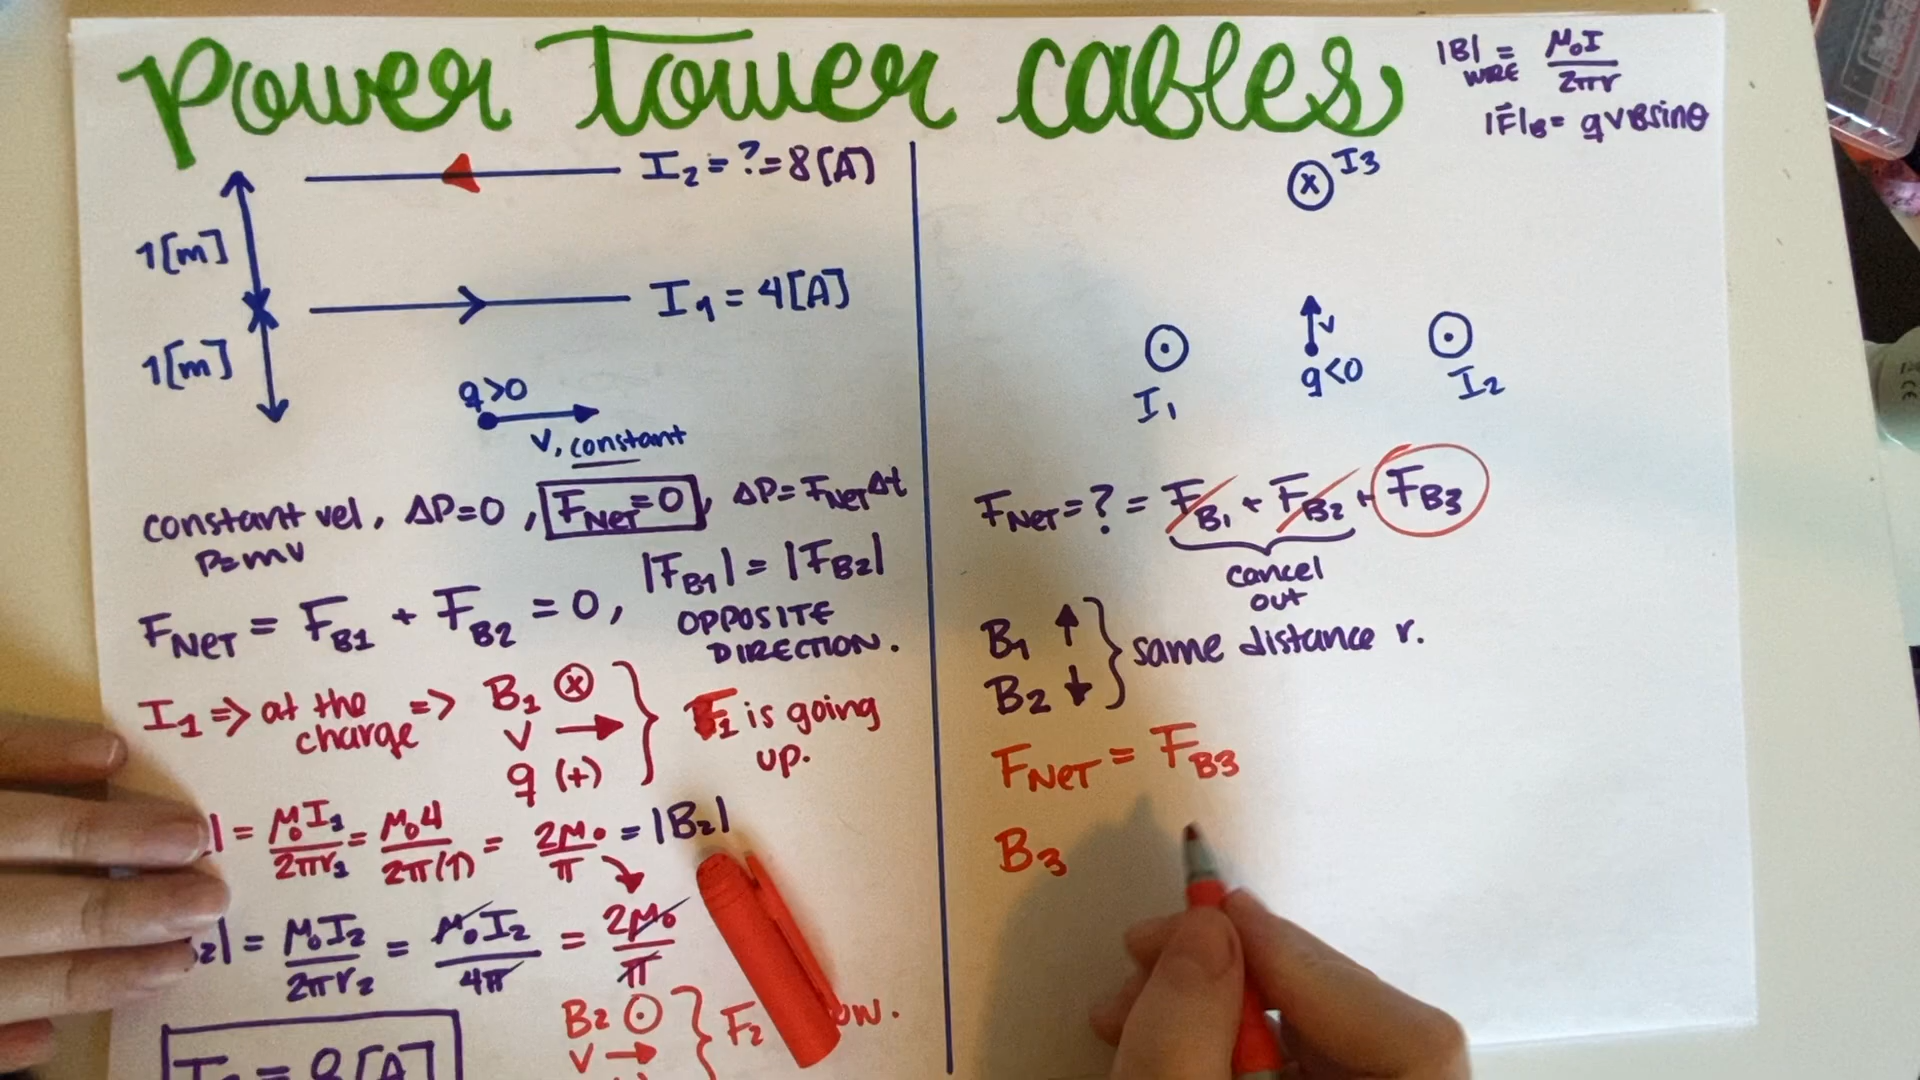 Power Tower cables
|B| WIRE = μ₀I / 2πr
|F⃗|B = qvBsinθ
I₂ = ? = 8[A]
1[m]
I₁ = 4[A]
1[m]
q>0
v, constant
constant vel, ΔP=0, FNET=0, ΔP=FNETΔt
P=mv
|FB1| = |FB2|
OPPOSITE
DIRECTION.
FNET = FB1 + FB2 = 0,
I₁ => at the charge => B₁ ⊗
v →
q (+)
F₁ is going
up.
| = μ₀I₁ / 2πr₁ = μ₀4 / 2π(1) = 2μ₀ / π = |B₂|
₂| = μ₀I₂ / 2πr₂ = μ₀I₂ / 4π = 2μ₀ / π
B₂ ⊙
v →
F₂
= 8[A]
⊗ I3
v
q<0
⊙
I₁
⊙
I₂
FNET = ? = FB1 + FB2 + FB3
cancel
out
B₁ ↑
B₂ ↓
same distance r.
FNET = FB3
B3